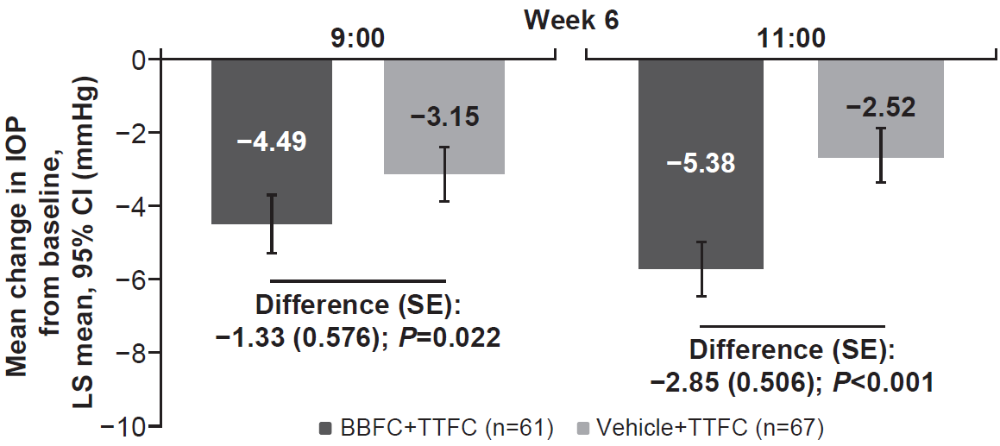 Week 6
9:00
11:00
Mean change in IOP
from baseline,
LS mean, 95% CI (mmHg)
0
−2
−4
−6
−8
−10
−4.49
−3.15
−5.38
−2.52
Difference (SE):
−1.33 (0.576); P=0.022
Difference (SE):
−2.85 (0.506); P<0.001
BBFC+TTFC (n=61)
Vehicle+TTFC (n=67)